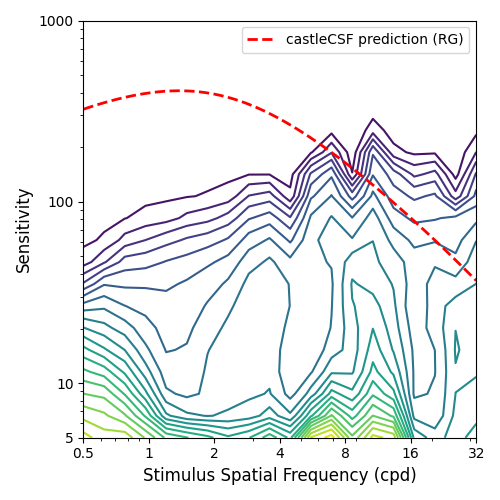 1000
castleCSF prediction (RG)
100
10
5
Sensitivity
0.5 1 2 4 8 16 32
Stimulus Spatial Frequency (cpd)